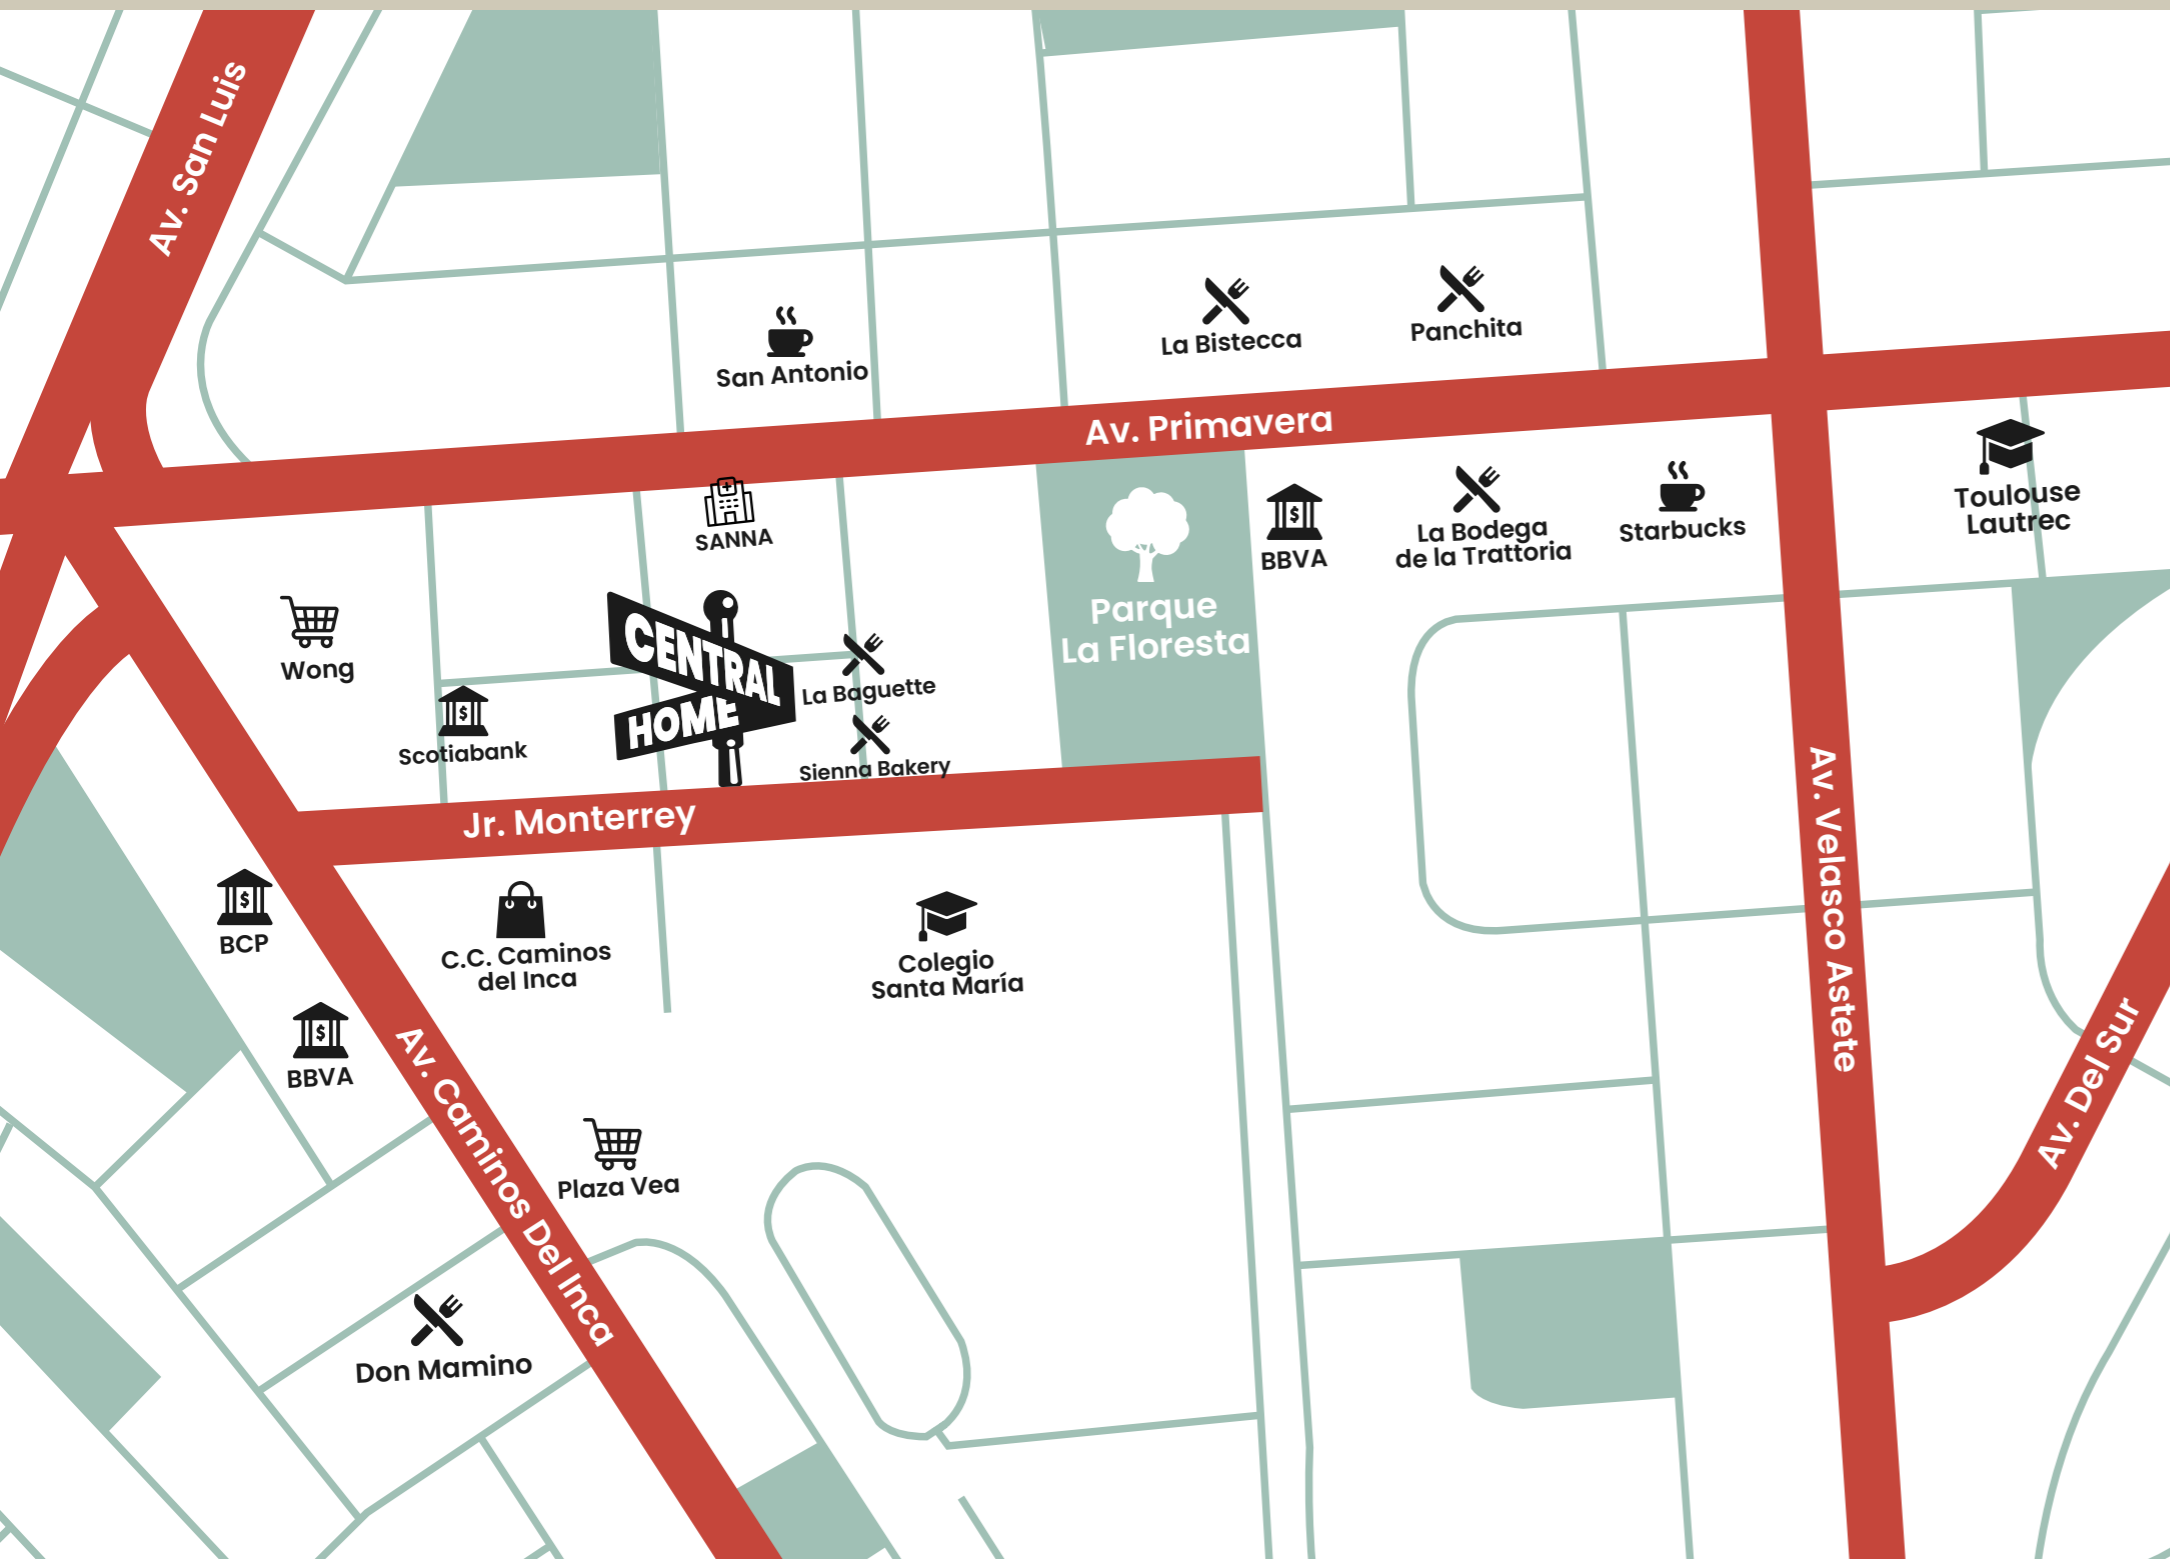 Av. San Luis
San Antonio
La Bistecca
Panchita
Av. Primavera
SANNA
Parque
La Floresta
BBVA
La Bodega
de la Trattoria
Starbucks
Toulouse
Lautrec
Wong
CENTRAL
HOME
La Baguette
Scotiabank
Sienna Bakery
Jr. Monterrey
Av. Velasco Astete
BCP
C.C. Caminos
del Inca
Colegio
Santa María
BBVA
Av. Caminos Del Inca
Av. Del Sur
Plaza Vea
Don Mamino